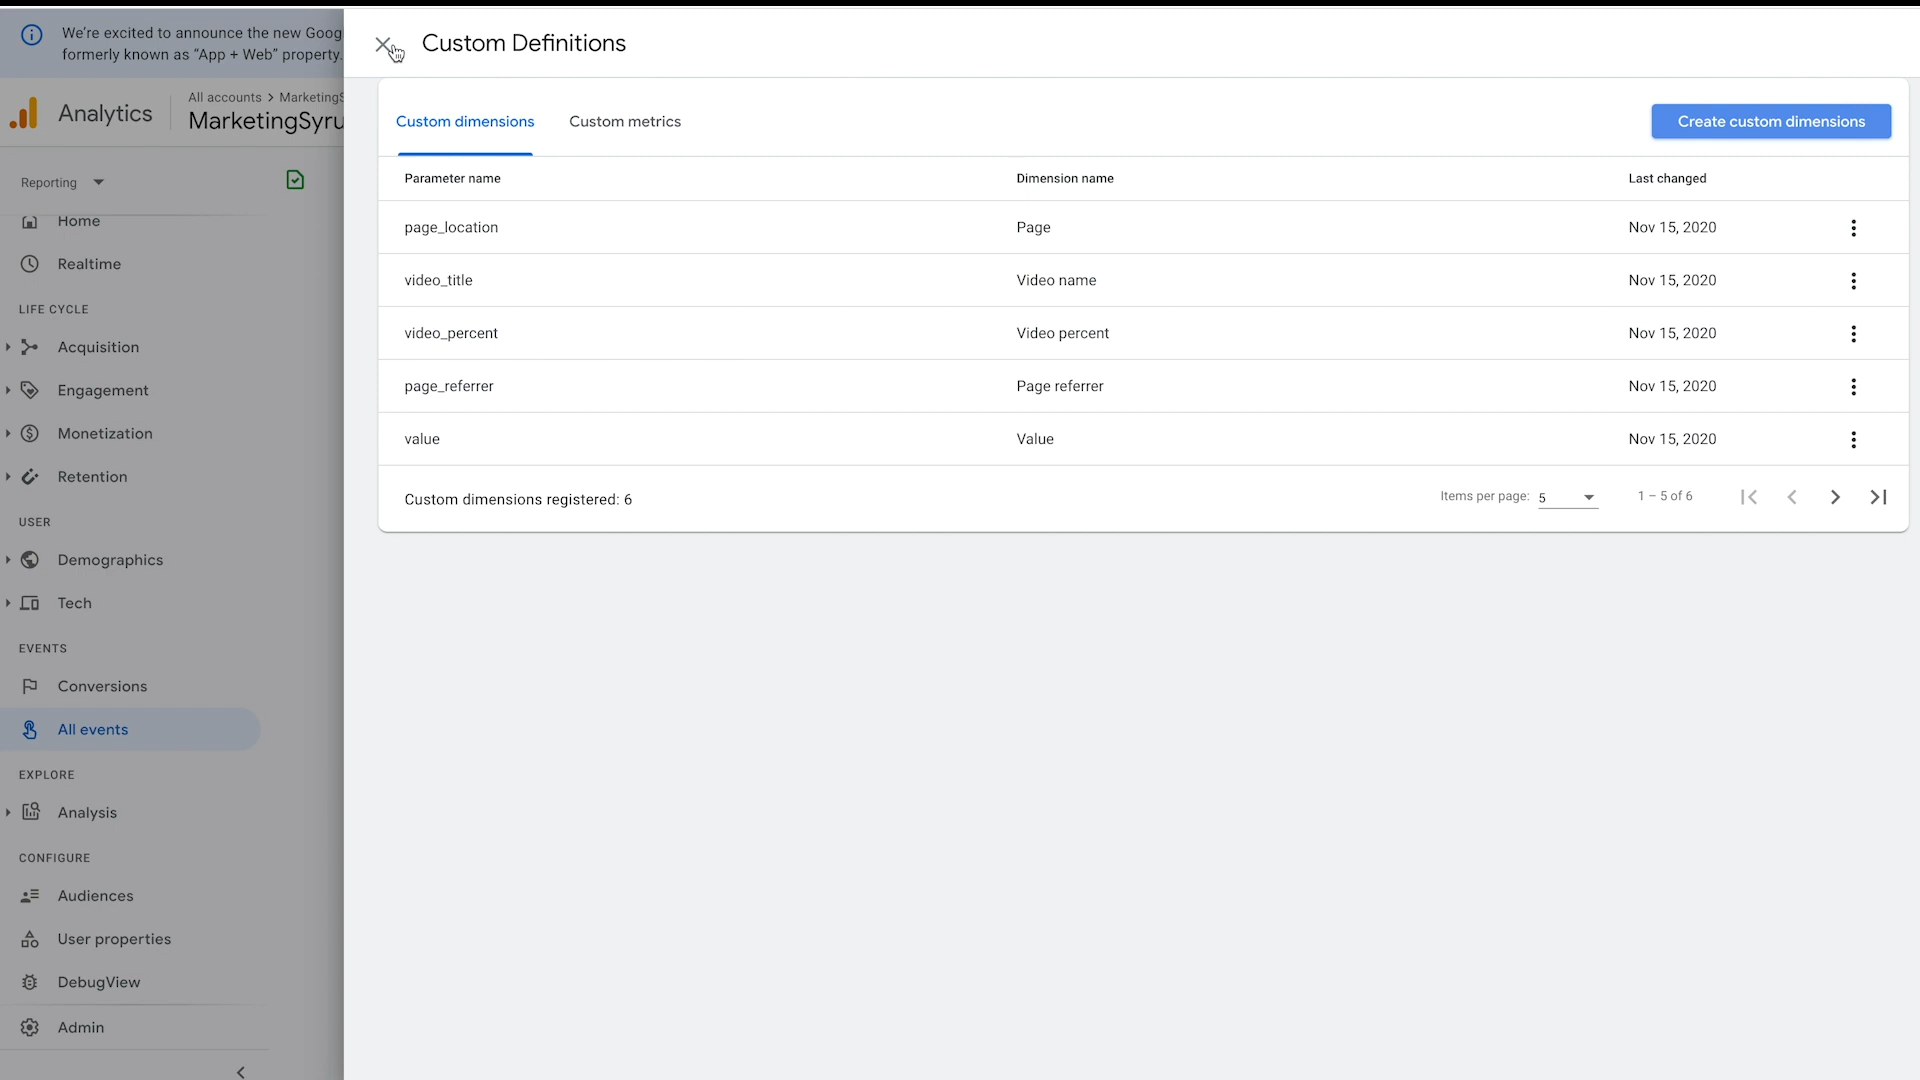 We're excited to announce the new Goog
formerly known as "App + Web" property.
Custom Definitions
Analytics
All accounts > MarketingS
MarketingSyru
Custom dimensions
Custom metrics
Create custom dimensions
Reporting
Home
Realtime
LIFE CYCLE
Acquisition
Engagement
Monetization
Retention
USER
Demographics
Tech
EVENTS
Conversions
All events
EXPLORE
Analysis
CONFIGURE
Audiences
User properties
DebugView
Admin
Parameter name Dimension name Last changed
page_location Page Nov 15, 2020
video_title Video name Nov 15, 2020
video_percent Video percent Nov 15, 2020
page_referrer Page referrer Nov 15, 2020
value Value Nov 15, 2020
Custom dimensions registered: 6
Items per page: 5 1 – 5 of 6